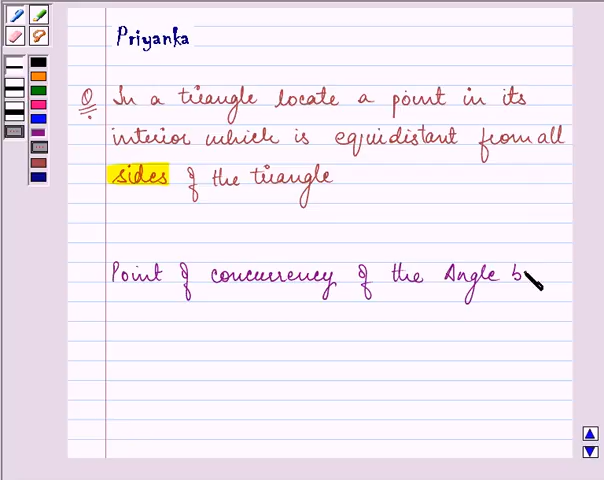 Priyanka
Q In a triangle locate a point in its
interior which is equidistant from all
sides of the triangle
Point of concurrency of the Angle b